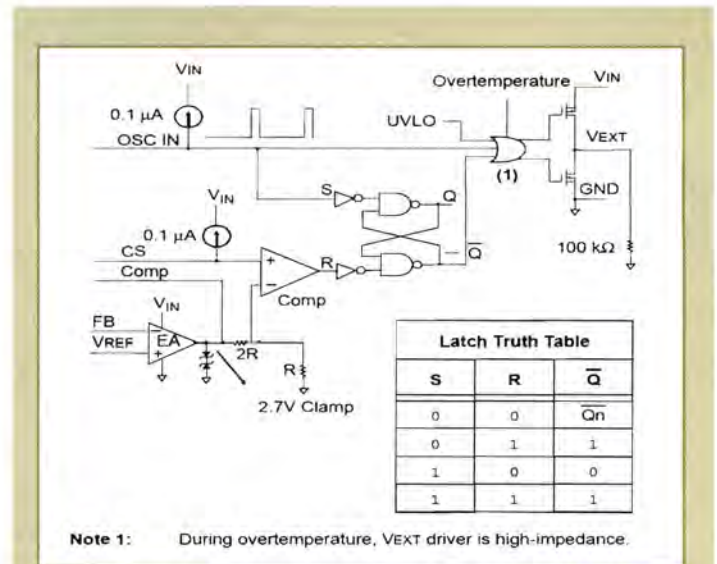 VIN
Overtemperature
VIN
0.1 µA
OSC IN
UVLO
VEXT
(1)
S
Q
GND
VIN
0.1 µA
CS
Comp
+
−
R
Comp
Q̅
100 kΩ
VIN
FB
VREF
−
+
EA
2R
R
2.7V Clamp
Latch Truth Table
S R Q̅
0 0 Q̅n̅
0 1 1
1 0 0
1 1 1
Note 1: During overtemperature, VEXT driver is high-impedance.